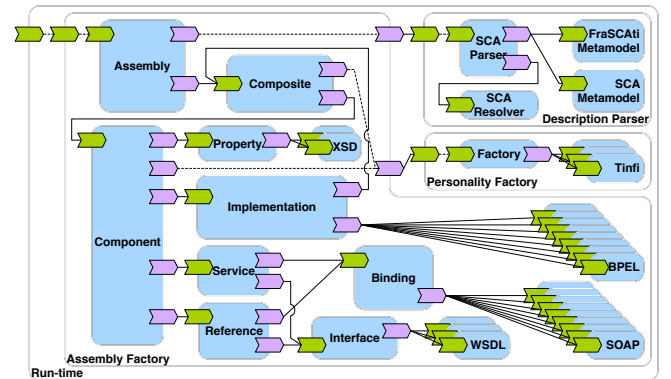 Assembly
Composite
SCA
Parser
FraSCAti
Metamodel
SCA
Metamodel
SCA
Resolver
Description Parser
Property
XSD
Factory
Tinfi
Personality Factory
Component
Implementation
BPEL
Service
Binding
Reference
Interface
WSDL
SOAP
Assembly Factory
Run-time